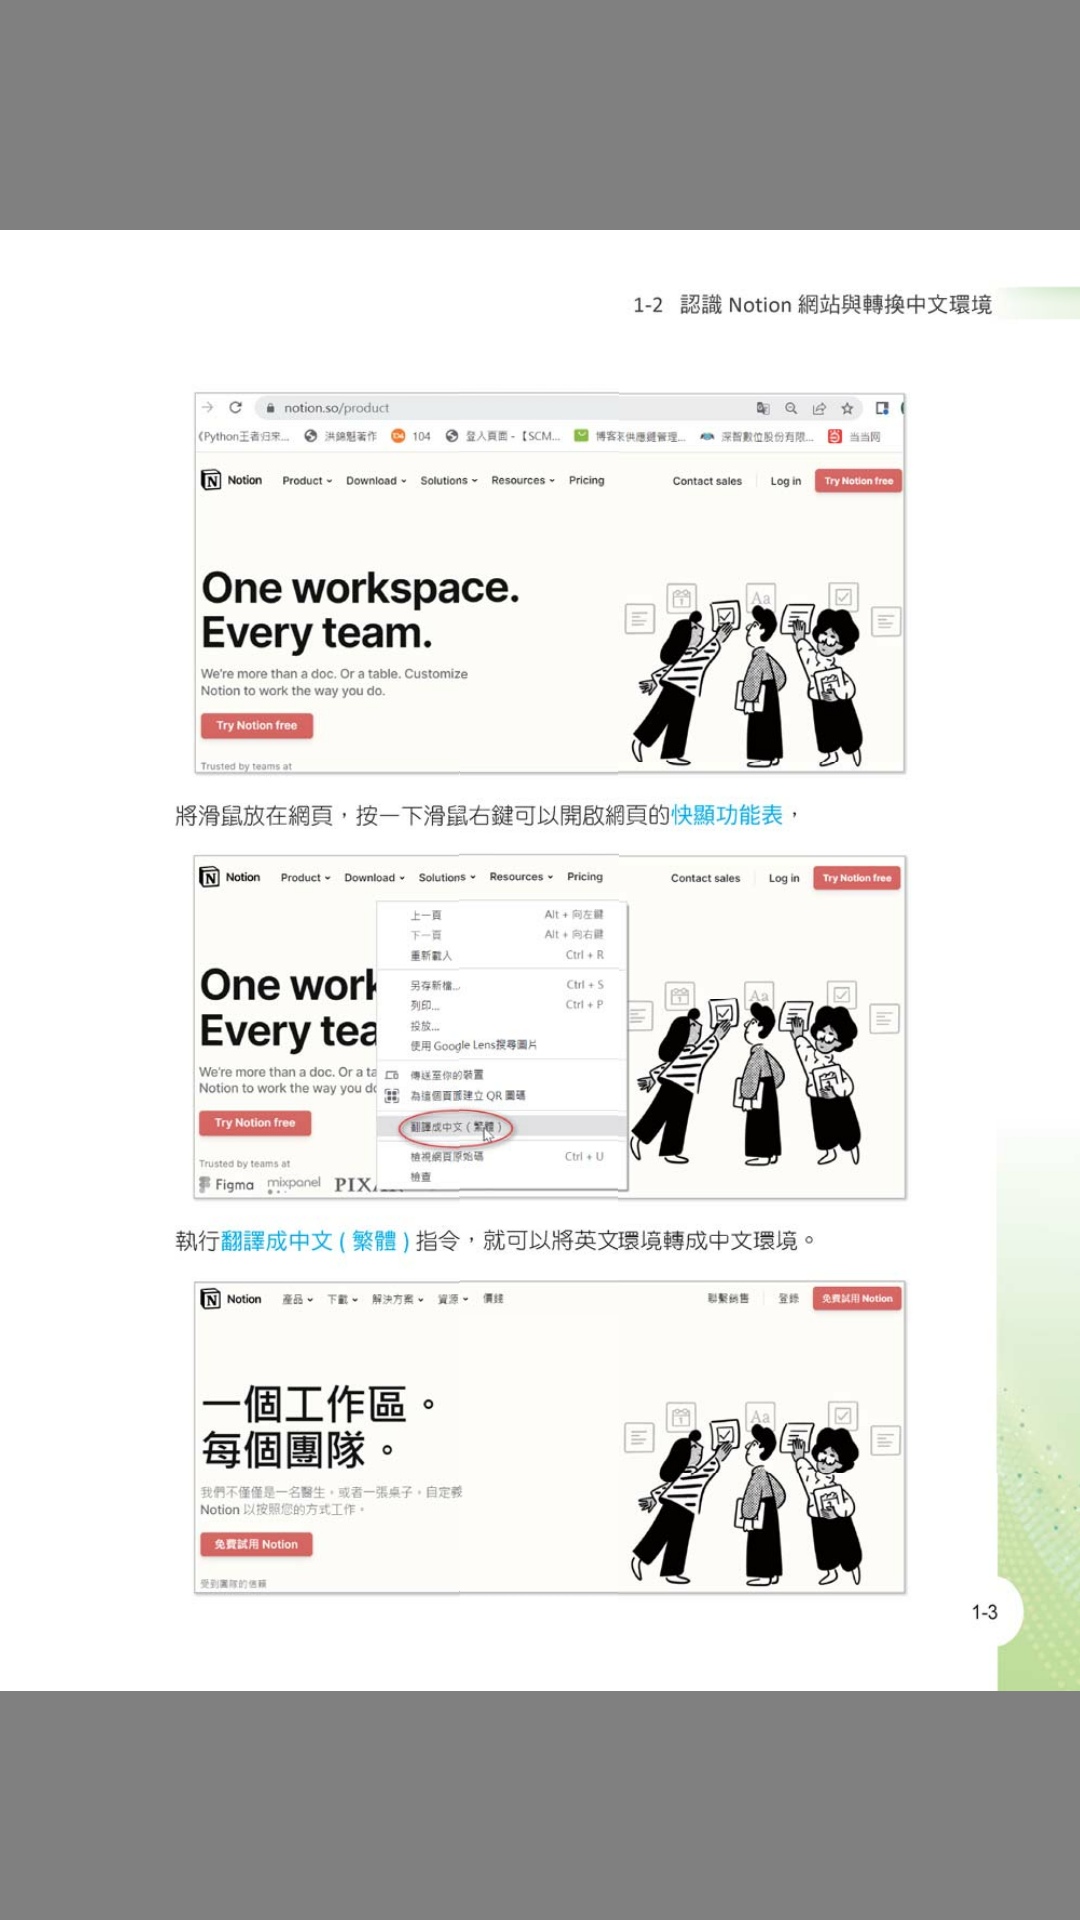 1-2 認識 Notion 網站與轉換中文環境
notion.so/product
《Python王者归来... 洪錦魁著作 104 登入頁面 -【SCM... 博客來供應鏈管理... 深智數位股份有限... 当当网
Notion Product Download Solutions Resources Pricing Contact sales Log in Try Notion free
One workspace.
Every team.
We're more than a doc. Or a table. Customize
Notion to work the way you do.
Try Notion free
Trusted by teams at
Aa
將滑鼠放在網頁，按一下滑鼠右鍵可以開啟網頁的快顯功能表，
Notion Product Download Solutions Resources Pricing Contact sales Log in Try Notion free
上一頁 Alt + 向左鍵
下一頁 Alt + 向右鍵
重新載入 Ctrl + R
另存新檔... Ctrl + S
列印... Ctrl + P
投放...
使用 Google Lens搜尋圖片
傳送至你的裝置
為這個頁面建立 QR 圖碼
翻譯成中文（繁體）
檢視網頁原始碼 Ctrl + U
檢查
One work
Every tea
We're more than a doc. Or a ta
Notion to work the way you do
Try Notion free
Trusted by teams at
Figma mixpanel PIX
Aa
執行翻譯成中文 ( 繁體 ) 指令，就可以將英文環境轉成中文環境。
Notion 產品 下載 解決方案 資源 價錢 聯繫銷售 登錄 免費試用 Notion
一個工作區。
每個團隊。
我們不僅僅是一名醫生。或者一張桌子。自定義
Notion 以按照您的方式工作。
免費試用 Notion
受到團隊的信賴
Aa
1-3